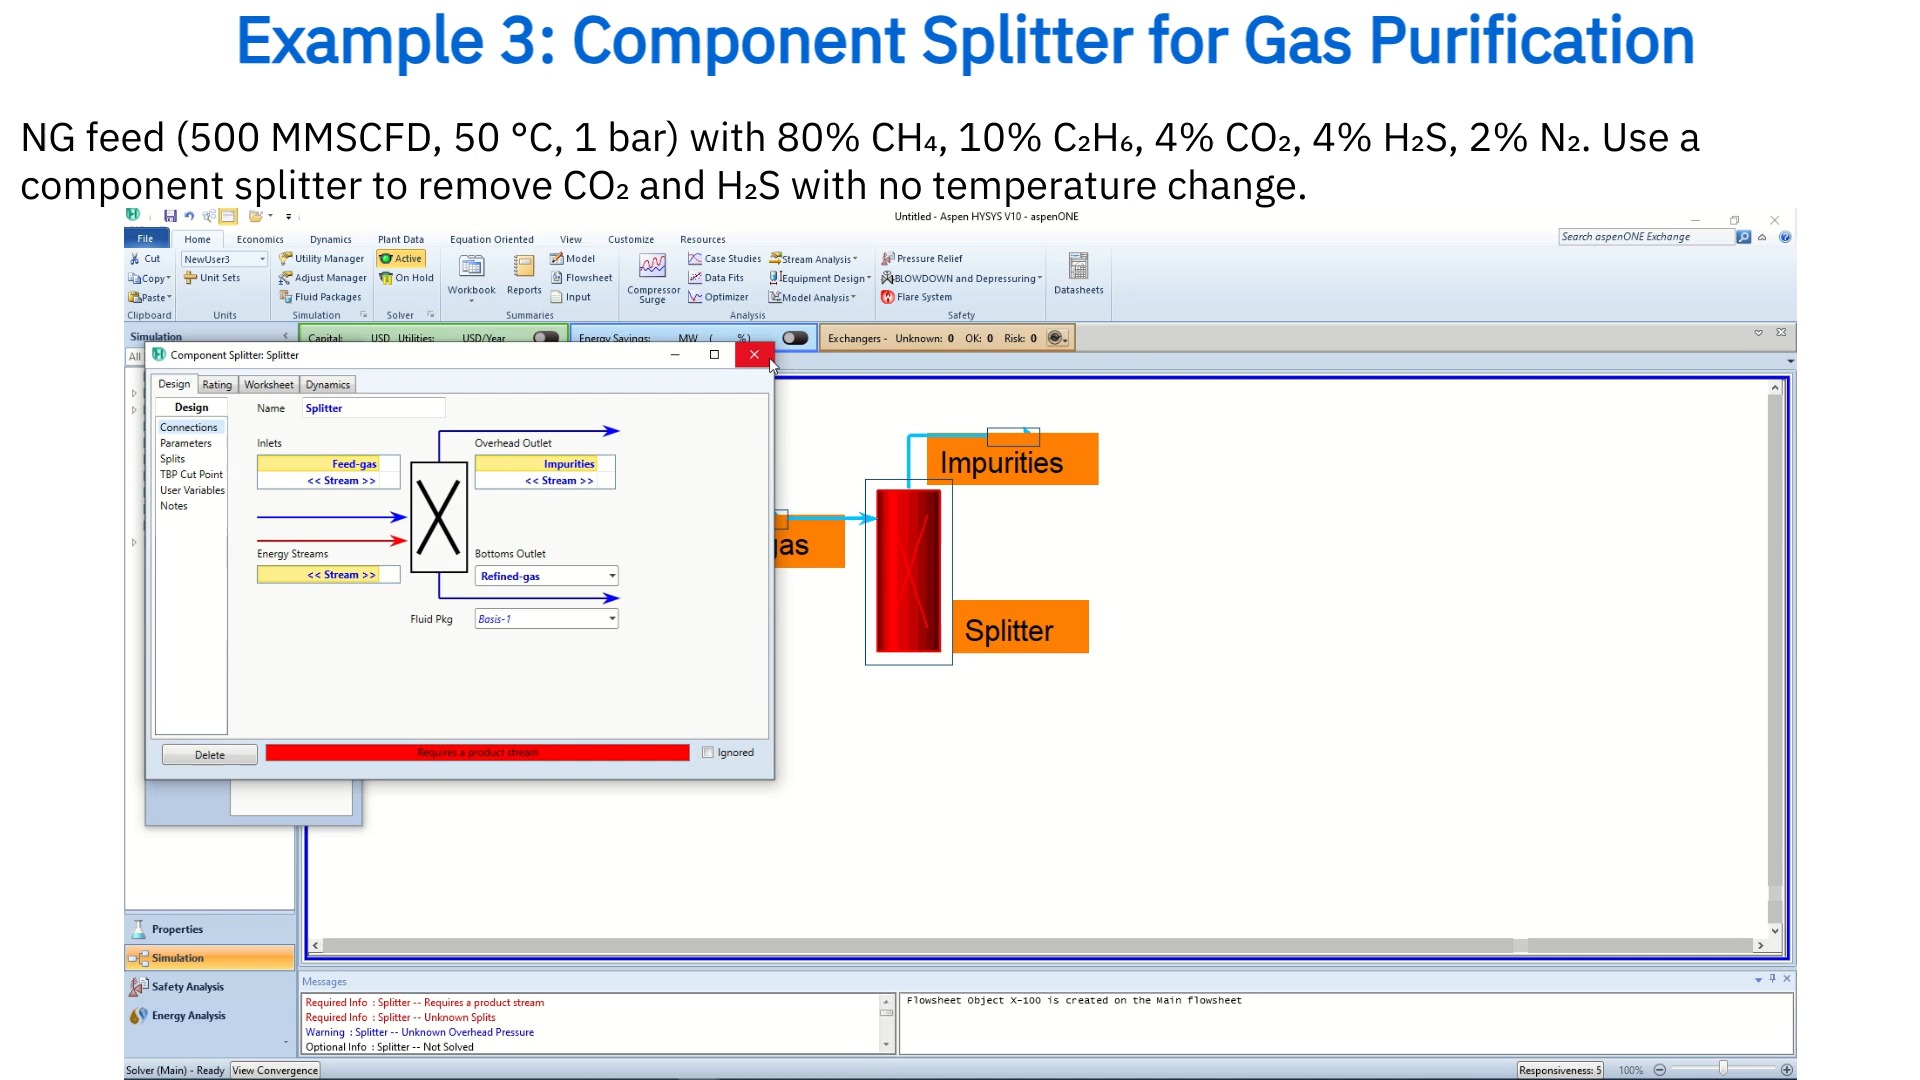 Example 3: Component Splitter for Gas Purification
NG feed (500 MMSCFD, 50 °C, 1 bar) with 80% CH₄, 10% C₂H₆, 4% CO₂, 4% H₂S, 2% N₂. Use a
component splitter to remove CO₂ and H₂S with no temperature change.
Untitled - Aspen HYSYS V10 - aspenONE
File Home Economics Dynamics Plant Data Equation Oriented View Customize Resources
Search aspenONE Exchange
Cut NewUser3 Utility Manager Active Model Case Studies Stream Analysis Pressure Relief
Copy Unit Sets Adjust Manager On Hold Flowsheet Data Fits Equipment Design BLOWDOWN and Depressuring
Workbook Reports Compressor Surge Datasheets
Paste Fluid Packages Input Optimizer Model Analysis Flare System
Clipboard Units Simulation Solver Summaries Analysis Safety
Simulation < Capital: USD Utilities: USD/Year Energy Savings: MW ( %) Exchangers - Unknown: 0 OK: 0 Risk: 0
All
Component Splitter: Splitter
Design Rating Worksheet Dynamics
Design
Connections
Parameters
Splits
TBP Cut Point
User Variables
Notes
Name Splitter
Inlets Overhead Outlet
Feed-gas Impurities
<< Stream >> << Stream >>
Energy Streams Bottoms Outlet
<< Stream >> Refined-gas
Fluid Pkg Basis-1
Delete Requires a product stream Ignored
Impurities
gas
Splitter
Properties
Simulation
Safety Analysis
Energy Analysis
Messages
Required Info : Splitter -- Requires a product stream
Required Info : Splitter -- Unknown Splits
Warning : Splitter -- Unknown Overhead Pressure
Optional Info : Splitter -- Not Solved
Flowsheet Object X-100 is created on the Main flowsheet
Solver (Main) - Ready View Convergence Responsiveness: 5 100%